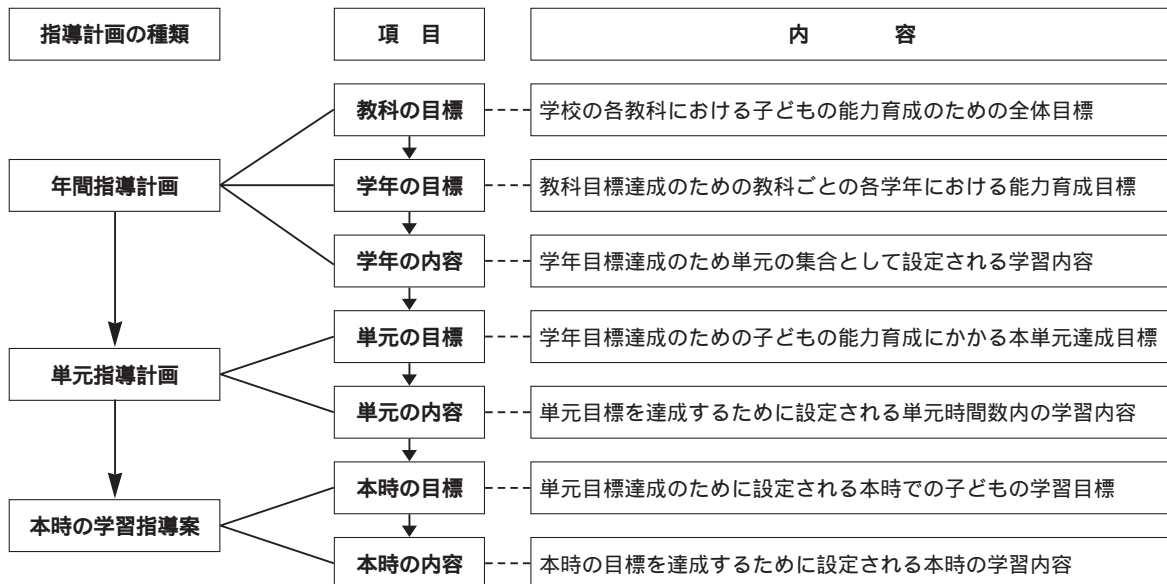 指導計画の種類
項　目
内　　　容
教科の目標
学校の各教科における子どもの能力育成のための全体目標
年間指導計画
学年の目標
教科目標達成のための教科ごとの各学年における能力育成目標
学年の内容
学年目標達成のため単元の集合として設定される学習内容
単元の目標
学年目標達成のための子どもの能力育成にかかる本単元達成目標
単元指導計画
単元の内容
単元目標を達成するために設定される単元時間数内の学習内容
本時の目標
単元目標達成のために設定される本時での子どもの学習目標
本時の学習指導案
本時の内容
本時の目標を達成するために設定される本時の学習内容